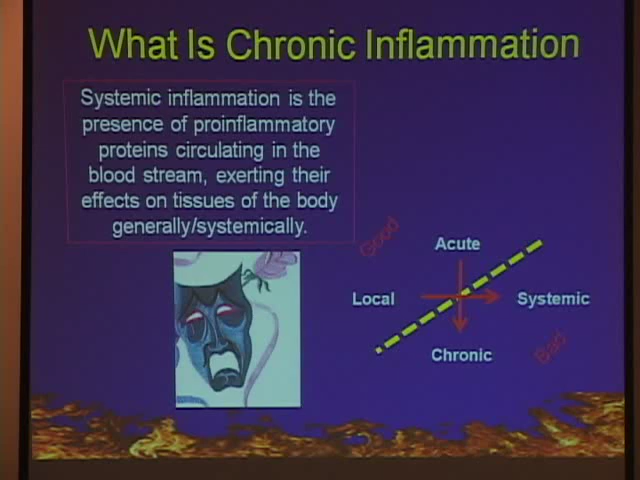 What Is Chronic Inflammation
Systemic inflammation is the
presence of proinflammatory
proteins circulating in the
blood stream, exerting their
effects on tissues of the body
generally/systemically.
Good
Acute
Local
Systemic
Chronic
Bad